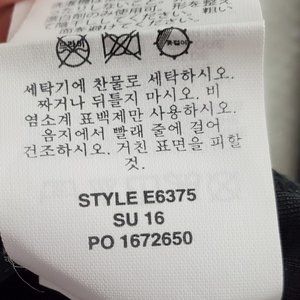 세탁기에 찬물로 세탁하시오.
짜거나 뒤틀지 마시오. 비
염소계 표백제만 사용하시오.
음지에서 빨래 줄에 걸어
건조하시오. 거친 표면을 피할
것.
STYLE E6375
SU 16
PO 1672650